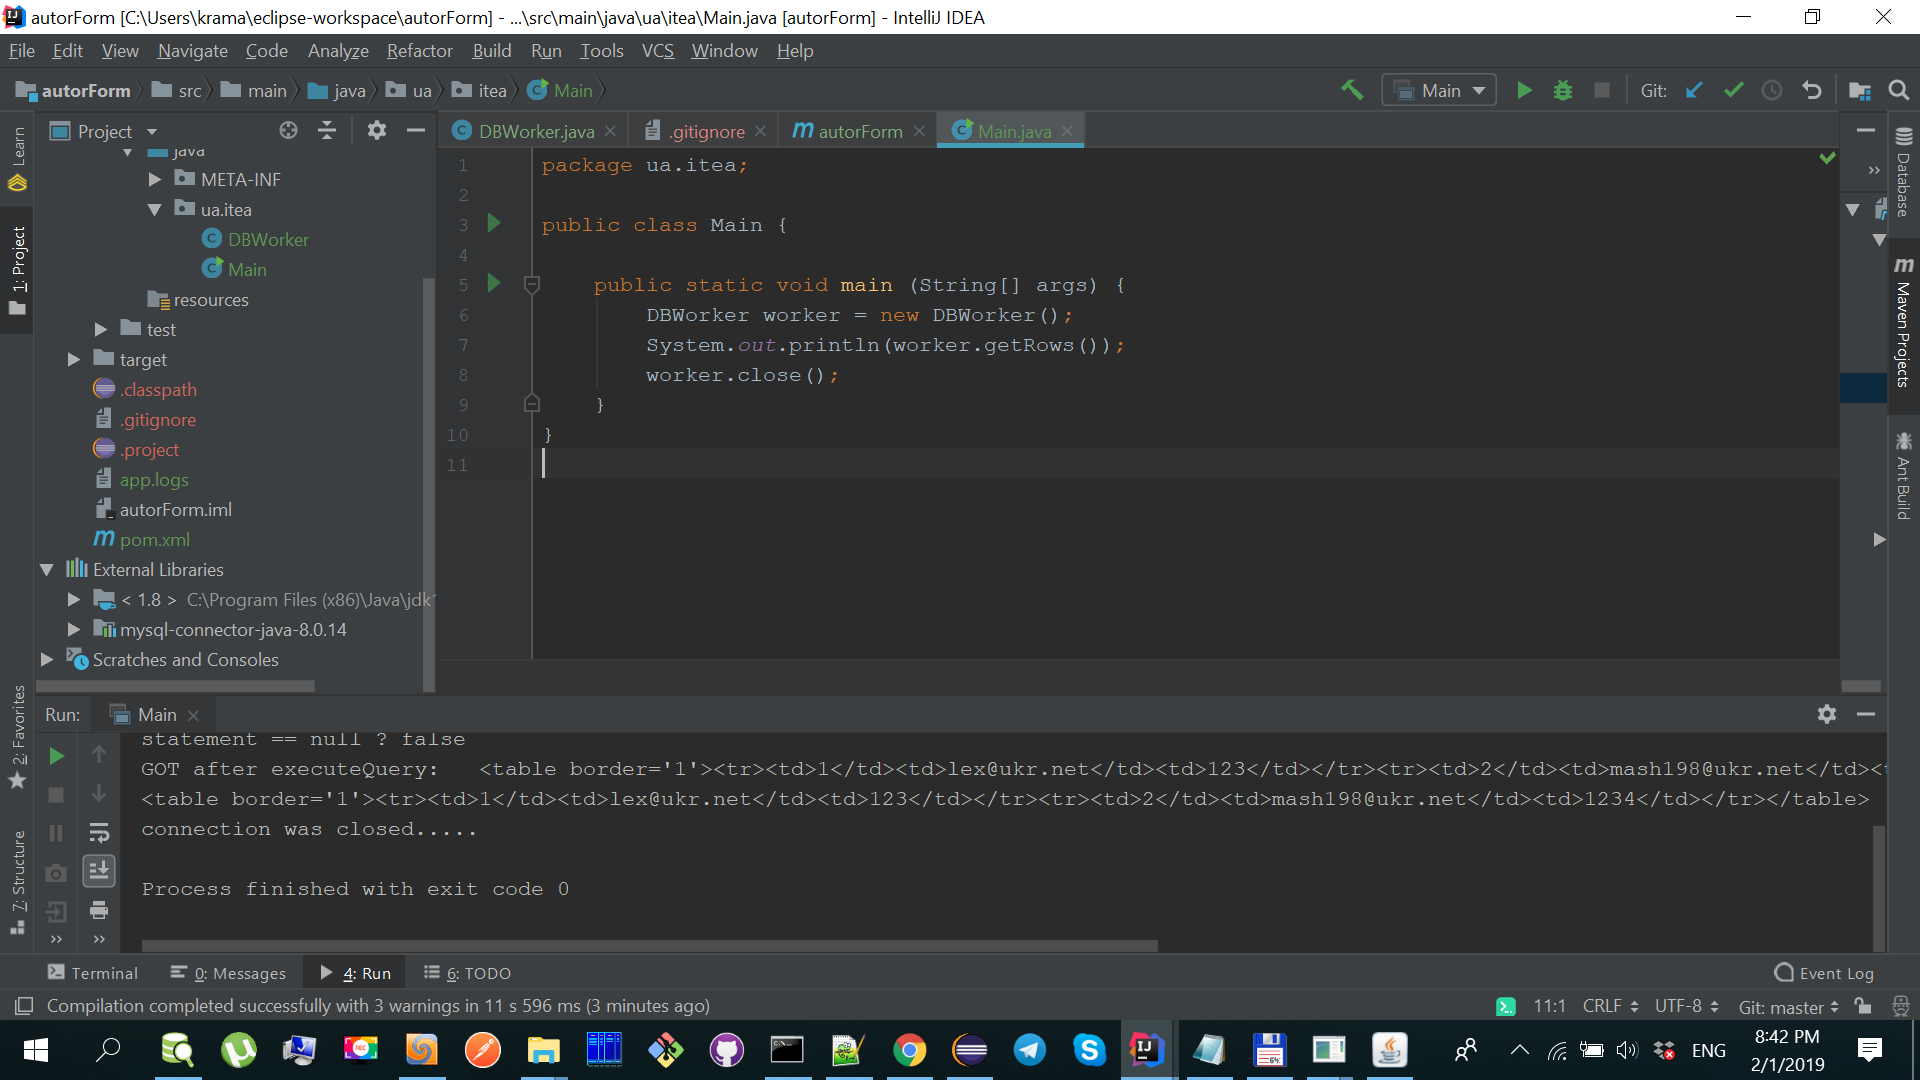 autorForm [C:\Users\krama\eclipse-workspace\autorForm] - ...\src\main\java\ua\itea\Main.java [autorForm] - IntelliJ IDEA
File Edit View Navigate Code Analyze Refactor Build Run Tools VCS Window Help
autorForm src main java ua itea Main
Main Git:
Project
DBWorker.java .gitignore autorForm Main.java
java
META-INF
ua.itea
DBWorker
Main
resources
test
target
.classpath
.gitignore
.project
app.logs
autorForm.iml
pom.xml
External Libraries
< 1.8 > C:\Program Files (x86)\Java\jdk1
mysql-connector-java-8.0.14
Scratches and Consoles
1 package ua.itea;
2
3 public class Main {
4
5 public static void main (String[] args) {
6 DBWorker worker = new DBWorker();
7 System.out.println(worker.getRows());
8 worker.close();
9 }
10 }
11
Learn
1: Project
2: Favorites
7: Structure
Database
Maven Projects
Ant Build
Run: Main
statement == null ? false
GOT after executeQuery: <table border='1'><tr><td>1</td><td>lex@ukr.net</td><td>123</td></tr><tr><td>2</td><td>mash198@ukr.net</td><t
<table border='1'><tr><td>1</td><td>lex@ukr.net</td><td>123</td></tr><tr><td>2</td><td>mash198@ukr.net</td><td>1234</td></tr></table>
connection was closed.....
Process finished with exit code 0
Terminal 0: Messages 4: Run 6: TODO Event Log
Compilation completed successfully with 3 warnings in 11 s 596 ms (3 minutes ago) 11:1 CRLF UTF-8 Git: master
ENG
8:42 PM
2/1/2019